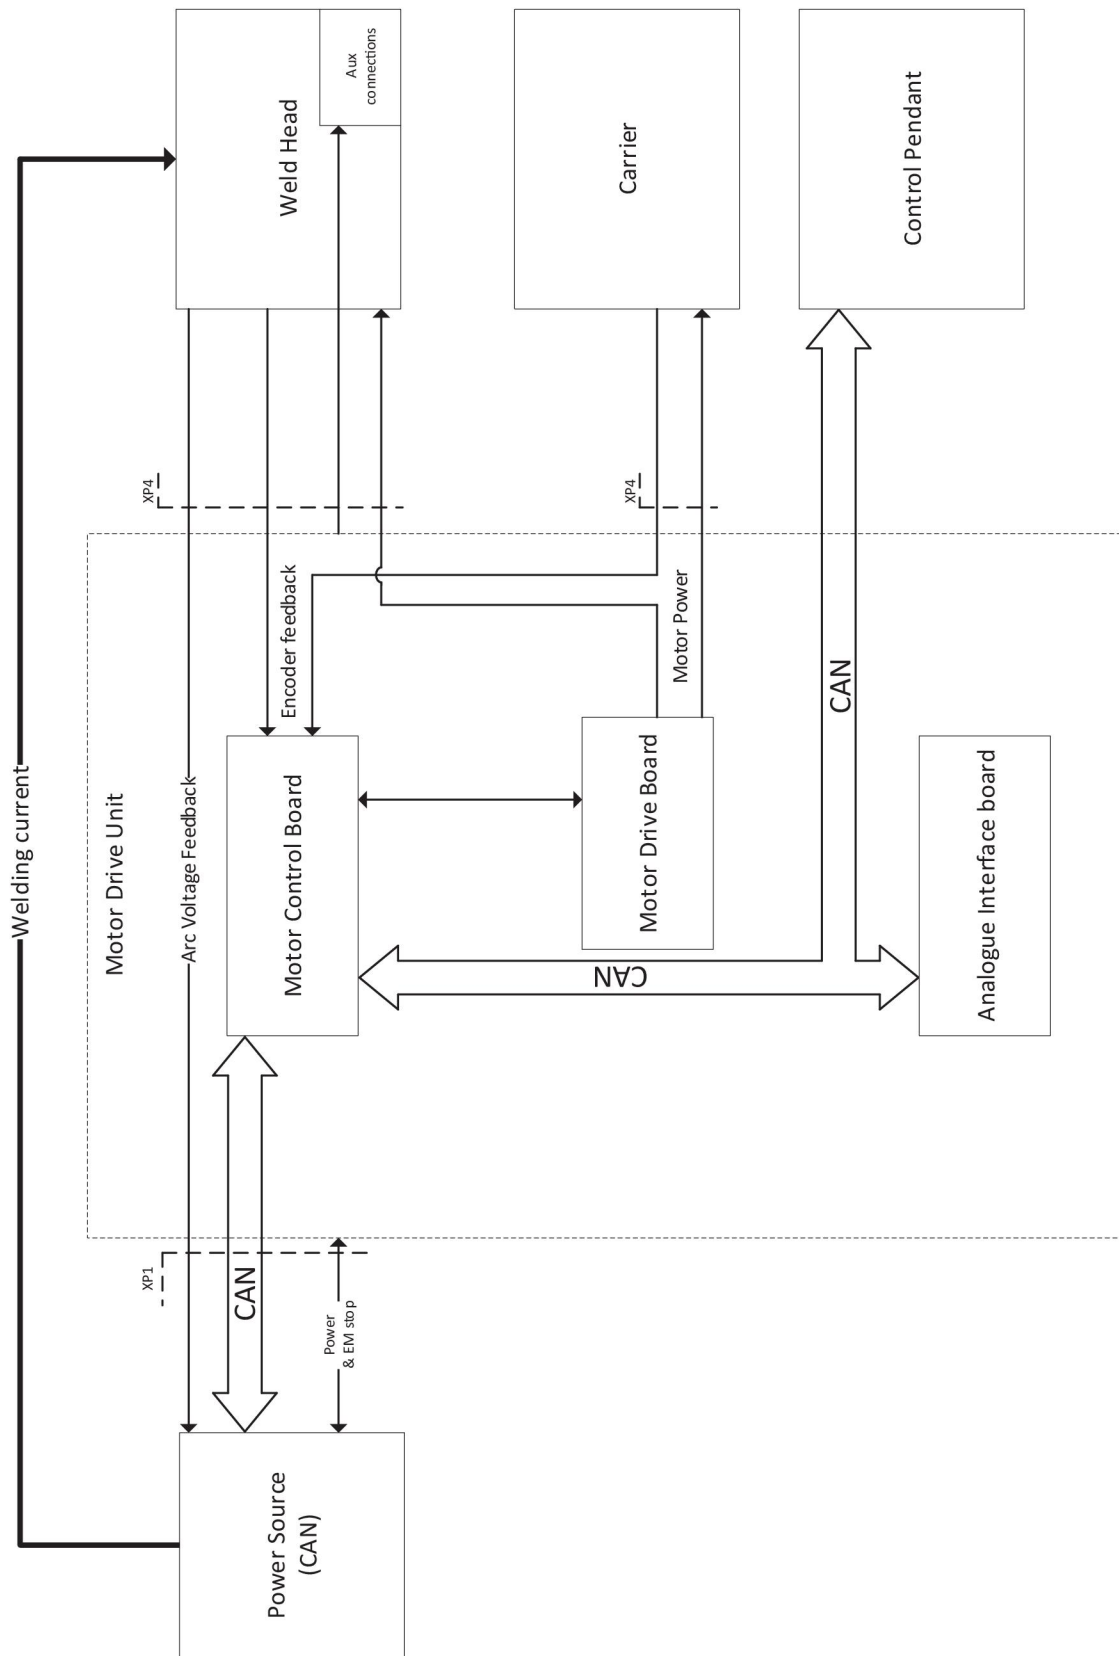 Welding current
Motor Drive Unit
Arc Voltage Feedback
XP1
XP4
Weld Head
Aux
connections
Power Source
(CAN)
CAN
Power
& EM stop
Motor Control Board
Encoder feedback
XP4
Carrier
Motor Drive Board
Motor Power
CAN
CAN
Control Pendant
Analogue Interface board